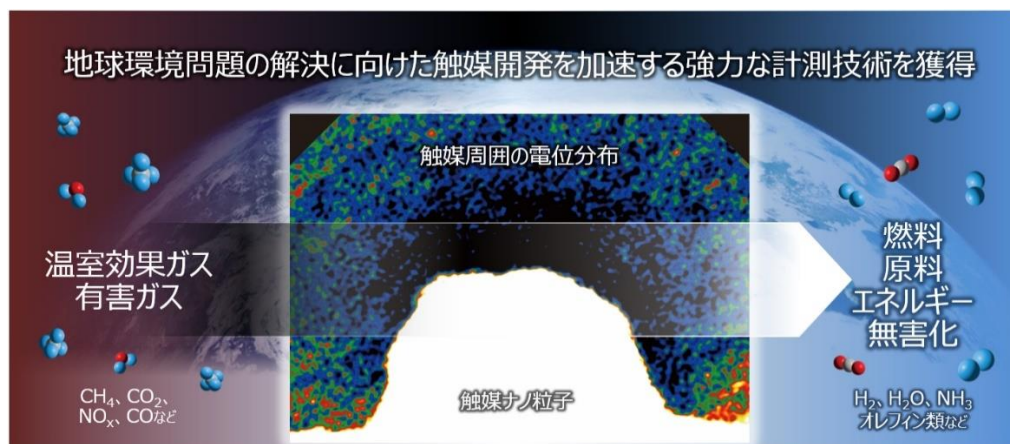 地球環境問題の解決に向けた触媒開発を加速する強力な計測技術を獲得
触媒周囲の電位分布
温室効果ガス
有害ガス
燃料
原料
エネルギー
無害化
触媒ナノ粒子
CH₄、CO₂、
NOₓ、COなど
H₂、H₂O、NH₃
オレフィン類など